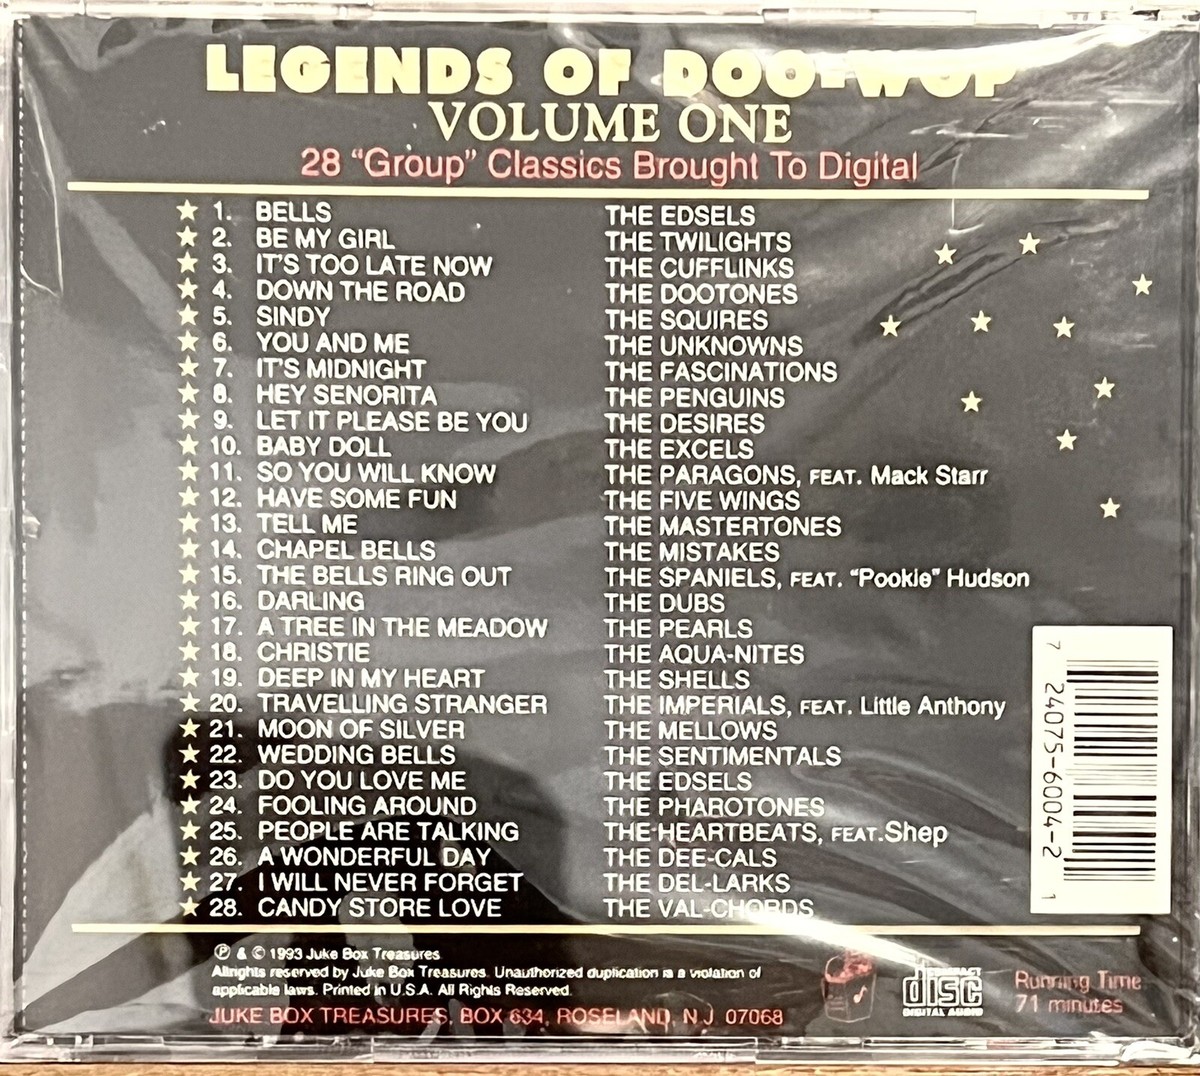 LEGENDS OF DOO-WOP
VOLUME ONE
28 "Group" Classics Brought To Digital
1. BELLS THE EDSELS
2. BE MY GIRL THE TWILIGHTS
3. IT'S TOO LATE NOW THE CUFFLINKS
4. DOWN THE ROAD THE DOOTONES
5. SINDY THE SQUIRES
6. YOU AND ME THE UNKNOWNS
7. IT'S MIDNIGHT THE FASCINATIONS
8. HEY SENORITA THE PENGUINS
9. LET IT PLEASE BE YOU THE DESIRES
10. BABY DOLL THE EXCELS
11. SO YOU WILL KNOW THE PARAGONS, FEAT. Mack Starr
12. HAVE SOME FUN THE FIVE WINGS
13. TELL ME THE MASTERTONES
14. CHAPEL BELLS THE MISTAKES
15. THE BELLS RING OUT THE SPANIELS, FEAT. "Pookie" Hudson
16. DARLING THE DUBS
17. A TREE IN THE MEADOW THE PEARLS
18. CHRISTIE THE AQUA-NITES
19. DEEP IN MY HEART THE SHELLS
20. TRAVELLING STRANGER THE IMPERIALS, FEAT. Little Anthony
21. MOON OF SILVER THE MELLOWS
22. WEDDING BELLS THE SENTIMENTALS
23. DO YOU LOVE ME THE EDSELS
24. FOOLING AROUND THE PHAROTONES
25. PEOPLE ARE TALKING THE HEARTBEATS, FEAT.Shep
26. A WONDERFUL DAY THE DEE-CALS
27. I WILL NEVER FORGET THE DEL-LARKS
28. CANDY STORE LOVE THE VAL-CHORDS
7 24075-6004-2 1
℗ & © 1993 Juke Box Treasures
Allrights reserved by Juke Box Treasures. Unauthorized duplication is a violation of
applicable laws. Printed in U.S.A. All Rights Reserved.
JUKE BOX TREASURES, BOX 634, ROSELAND, N.J. 07068
COMPACT
disc
DIGITAL AUDIO
Running Time
71 minutes